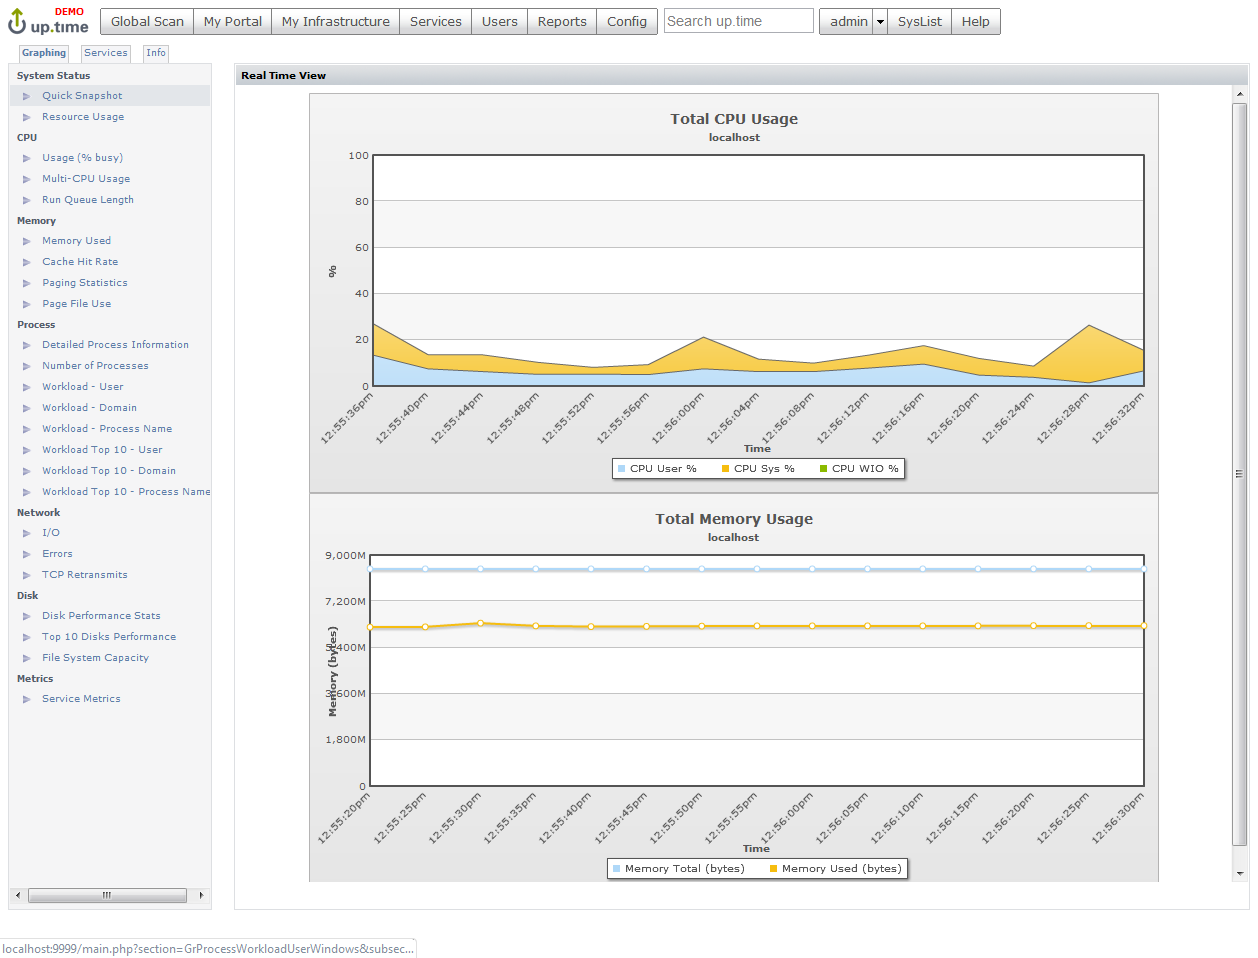 DEMO
up.time
Global Scan My Portal My Infrastructure Services Users Reports Config Search up.time admin SysList Help
Graphing Services Info
System Status
Quick Snapshot
Resource Usage
CPU
Usage (% busy)
Multi-CPU Usage
Run Queue Length
Memory
Memory Used
Cache Hit Rate
Paging Statistics
Page File Use
Process
Detailed Process Information
Number of Processes
Workload - User
Workload - Domain
Workload - Process Name
Workload Top 10 - User
Workload Top 10 - Domain
Workload Top 10 - Process Name
Network
I/O
Errors
TCP Retransmits
Disk
Disk Performance Stats
Top 10 Disks Performance
File System Capacity
Metrics
Service Metrics
Real Time View
Total CPU Usage
localhost
100
80
60
40
20
0
%
12:55:36pm 12:55:40pm 12:55:44pm 12:55:48pm 12:55:52pm 12:55:56pm 12:56:00pm 12:56:04pm 12:56:08pm 12:56:12pm 12:56:16pm 12:56:20pm 12:56:24pm 12:56:28pm 12:56:32pm
Time
CPU User % CPU Sys % CPU WIO %
Total Memory Usage
localhost
9,000M
7,200M
5,400M
3,600M
1,800M
0
Memory (bytes)
12:55:20pm 12:55:25pm 12:55:30pm 12:55:35pm 12:55:40pm 12:55:45pm 12:55:50pm 12:55:55pm 12:56:00pm 12:56:05pm 12:56:10pm 12:56:15pm 12:56:20pm 12:56:25pm 12:56:30pm
Time
Memory Total (bytes) Memory Used (bytes)
localhost:9999/main.php?section=GrProcessWorkloadUserWindows&subsec...